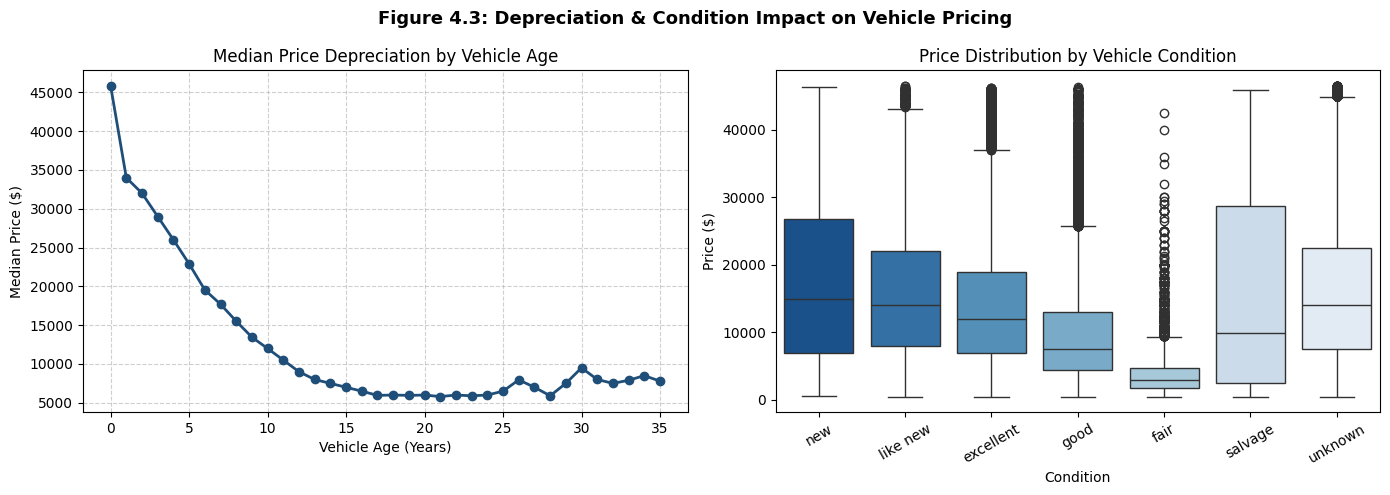 Figure 4.3: Depreciation & Condition Impact on Vehicle Pricing
Median Price Depreciation by Vehicle Age
Median Price ($)
45000
40000
35000
30000
25000
20000
15000
10000
5000
0 5 10 15 20 25 30 35
Vehicle Age (Years)
Price Distribution by Vehicle Condition
Price ($)
40000
30000
20000
10000
0
new like new excellent good fair salvage unknown
Condition